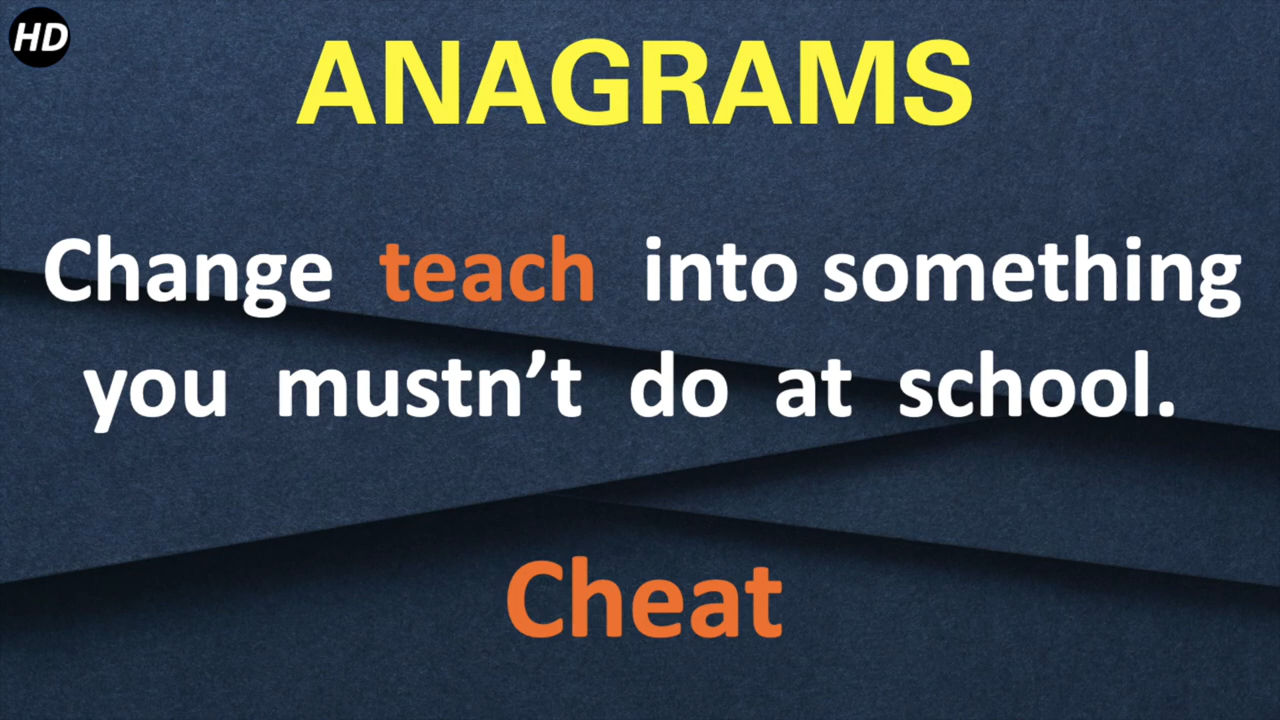 HD
ANAGRAMS
Change teach into something
you mustn’t do at school.
Cheat